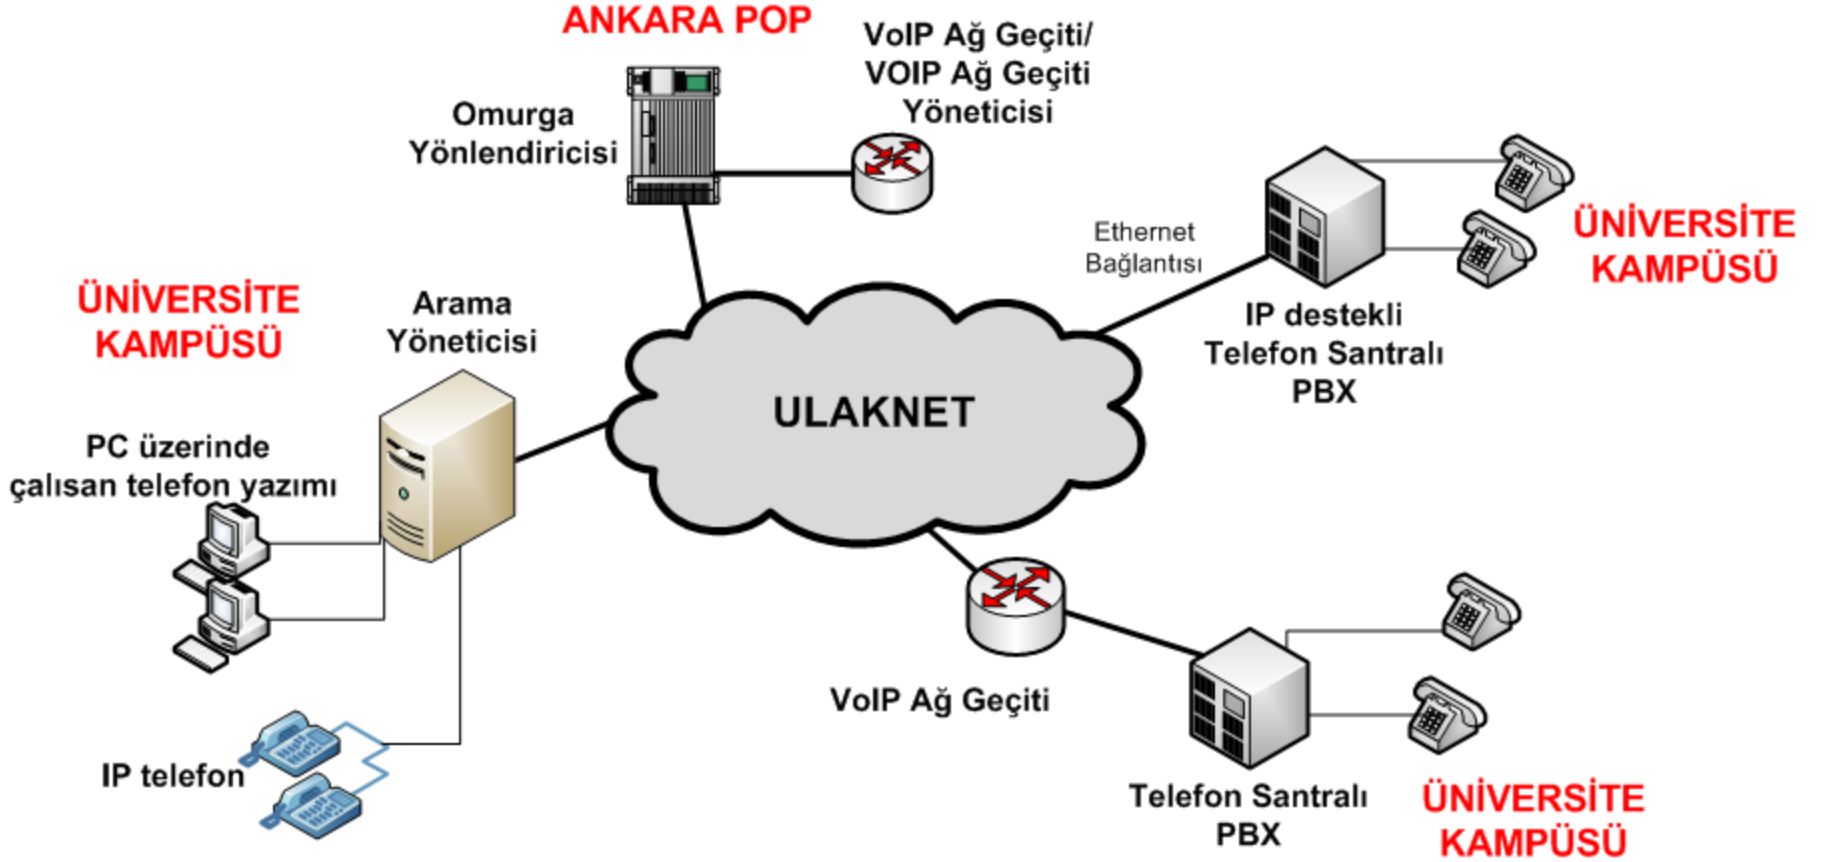 ANKARA POP
VoIP Ağ Geçiti/
VOIP Ağ Geçiti
Yöneticisi
Omurga
Yönlendiricisi
Ethernet
Bağlantısı
ÜNİVERSİTE
KAMPÜSÜ
IP destekli
Telefon Santralı
PBX
ÜNİVERSİTE
KAMPÜSÜ
Arama
Yöneticisi
ULAKNET
PC üzerinde
çalısan telefon yazımı
IP telefon
VoIP Ağ Geçiti
Telefon Santralı
PBX
ÜNİVERSİTE
KAMPÜSÜ